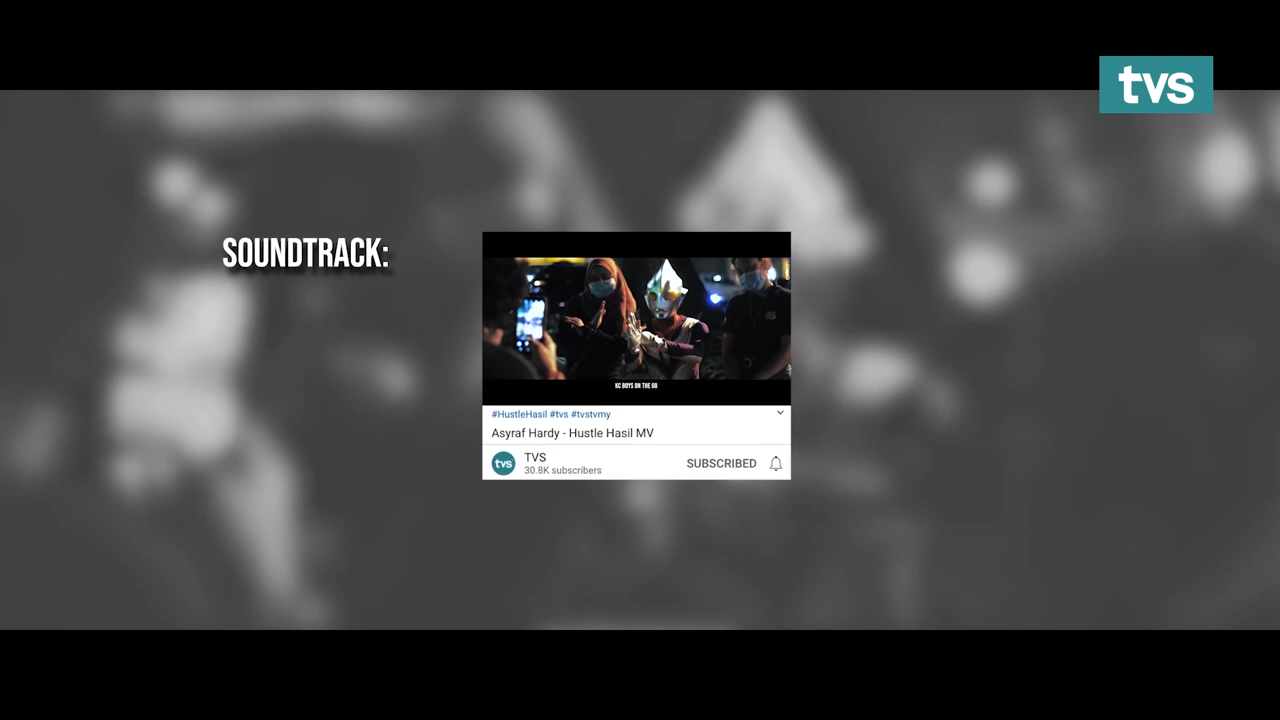 tvs
SOUNDTRACK:
KC BOYS ON THE GO
#HustleHasil #tvs #tvstvmy
Asyraf Hardy - Hustle Hasil MV
tvs
TVS
30.8K subscribers
SUBSCRIBED